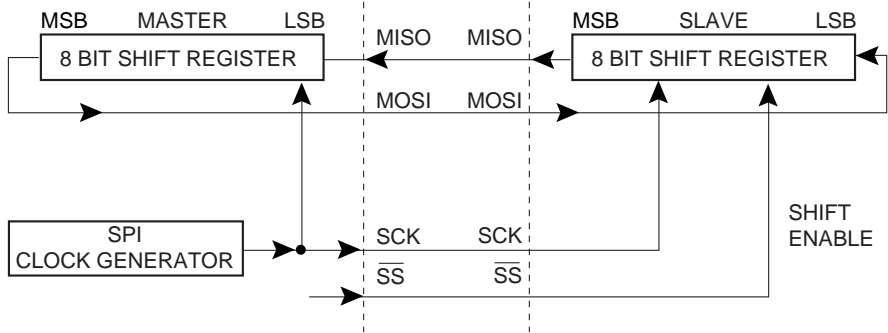 MSB MASTER LSB
MSB SLAVE LSB
8 BIT SHIFT REGISTER
MISO MISO
8 BIT SHIFT REGISTER
MOSI MOSI
SPI
CLOCK GENERATOR
SCK SCK
SS SS
SHIFT
ENABLE